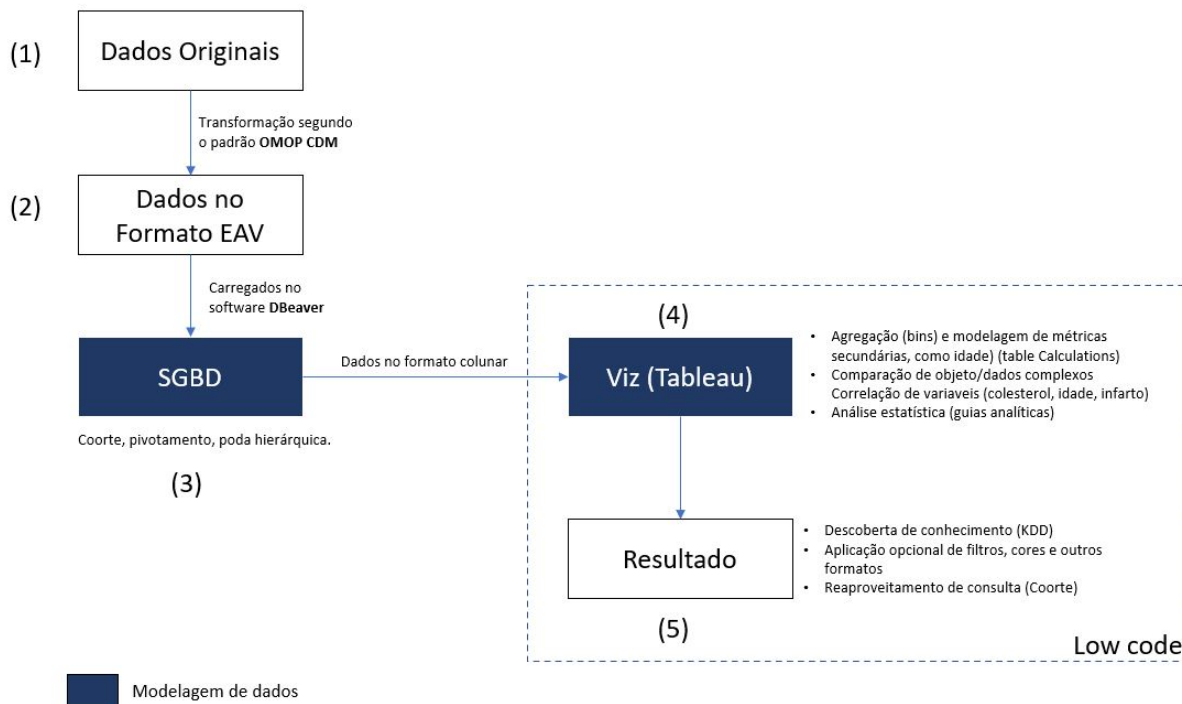 (1)
Dados Originais
Transformação segundo
o padrão OMOP CDM
(2)
Dados no
Formato EAV
Carregados no
software DBeaver
SGBD
Coorte, pivotamento, poda hierárquica.
(3)
Dados no formato colunar
(4)
Viz (Tableau)
• Agregação (bins) e modelagem de métricas
secundárias, como idade) (table Calculations)
• Comparação de objeto/dados complexos
Correlação de variaveis (colesterol, idade, infarto)
• Análise estatística (guias analíticas)
Resultado
• Descoberta de conhecimento (KDD)
• Aplicação opcional de filtros, cores e outros
formatos
• Reaproveitamento de consulta (Coorte)
(5)
Low code
Modelagem de dados